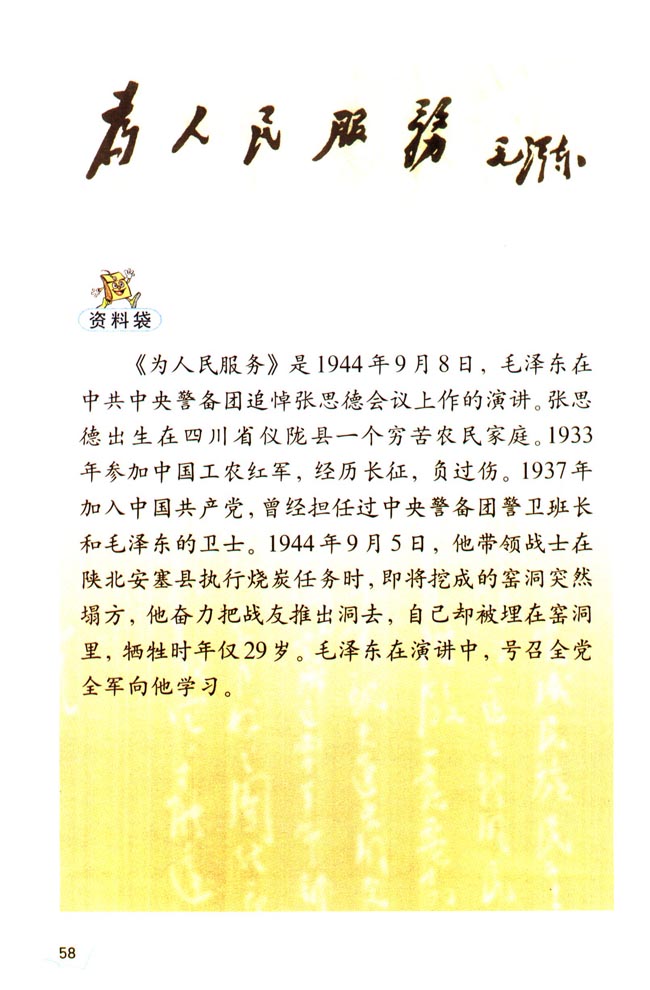 为人民服务 毛泽东
资料袋
《为人民服务》是1944年9月8日，毛泽东在
中共中央警备团追悼张思德会议上作的演讲。张思
德出生在四川省仪陇县一个穷苦农民家庭。1933
年参加中国工农红军，经历长征，负过伤。1937年
加入中国共产党，曾经担任过中央警备团警卫班长
和毛泽东的卫士。1944年9月5日，他带领战士在
陕北安塞县执行烧炭任务时，即将挖成的窑洞突然
塌方，他奋力把战友推出洞去，自己却被埋在窑洞
里，牺牲时年仅29岁。毛泽东在演讲中，号召全党
全军向他学习。
58